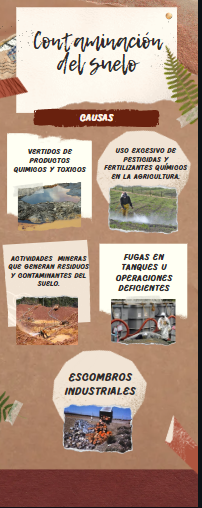 Contaminación
del suelo
CAUSAS
VERTIDOS DE
PRODUCTOS
QUIMICOS Y TOXICOS
USO EXCESIVO DE
PESTICIDAS Y
FERTILIZANTES QUÍMICOS
EN LA AGRICULTURA.
ACTIVIDADES MINERAS
QUE GENERAN RESIDUOS
Y CONTAMINANTES DEL
SUELO.
FUGAS EN
TANQUES U
OPERACIONES
DEFICIENTES
ESCOMBROS
INDUSTRIALES